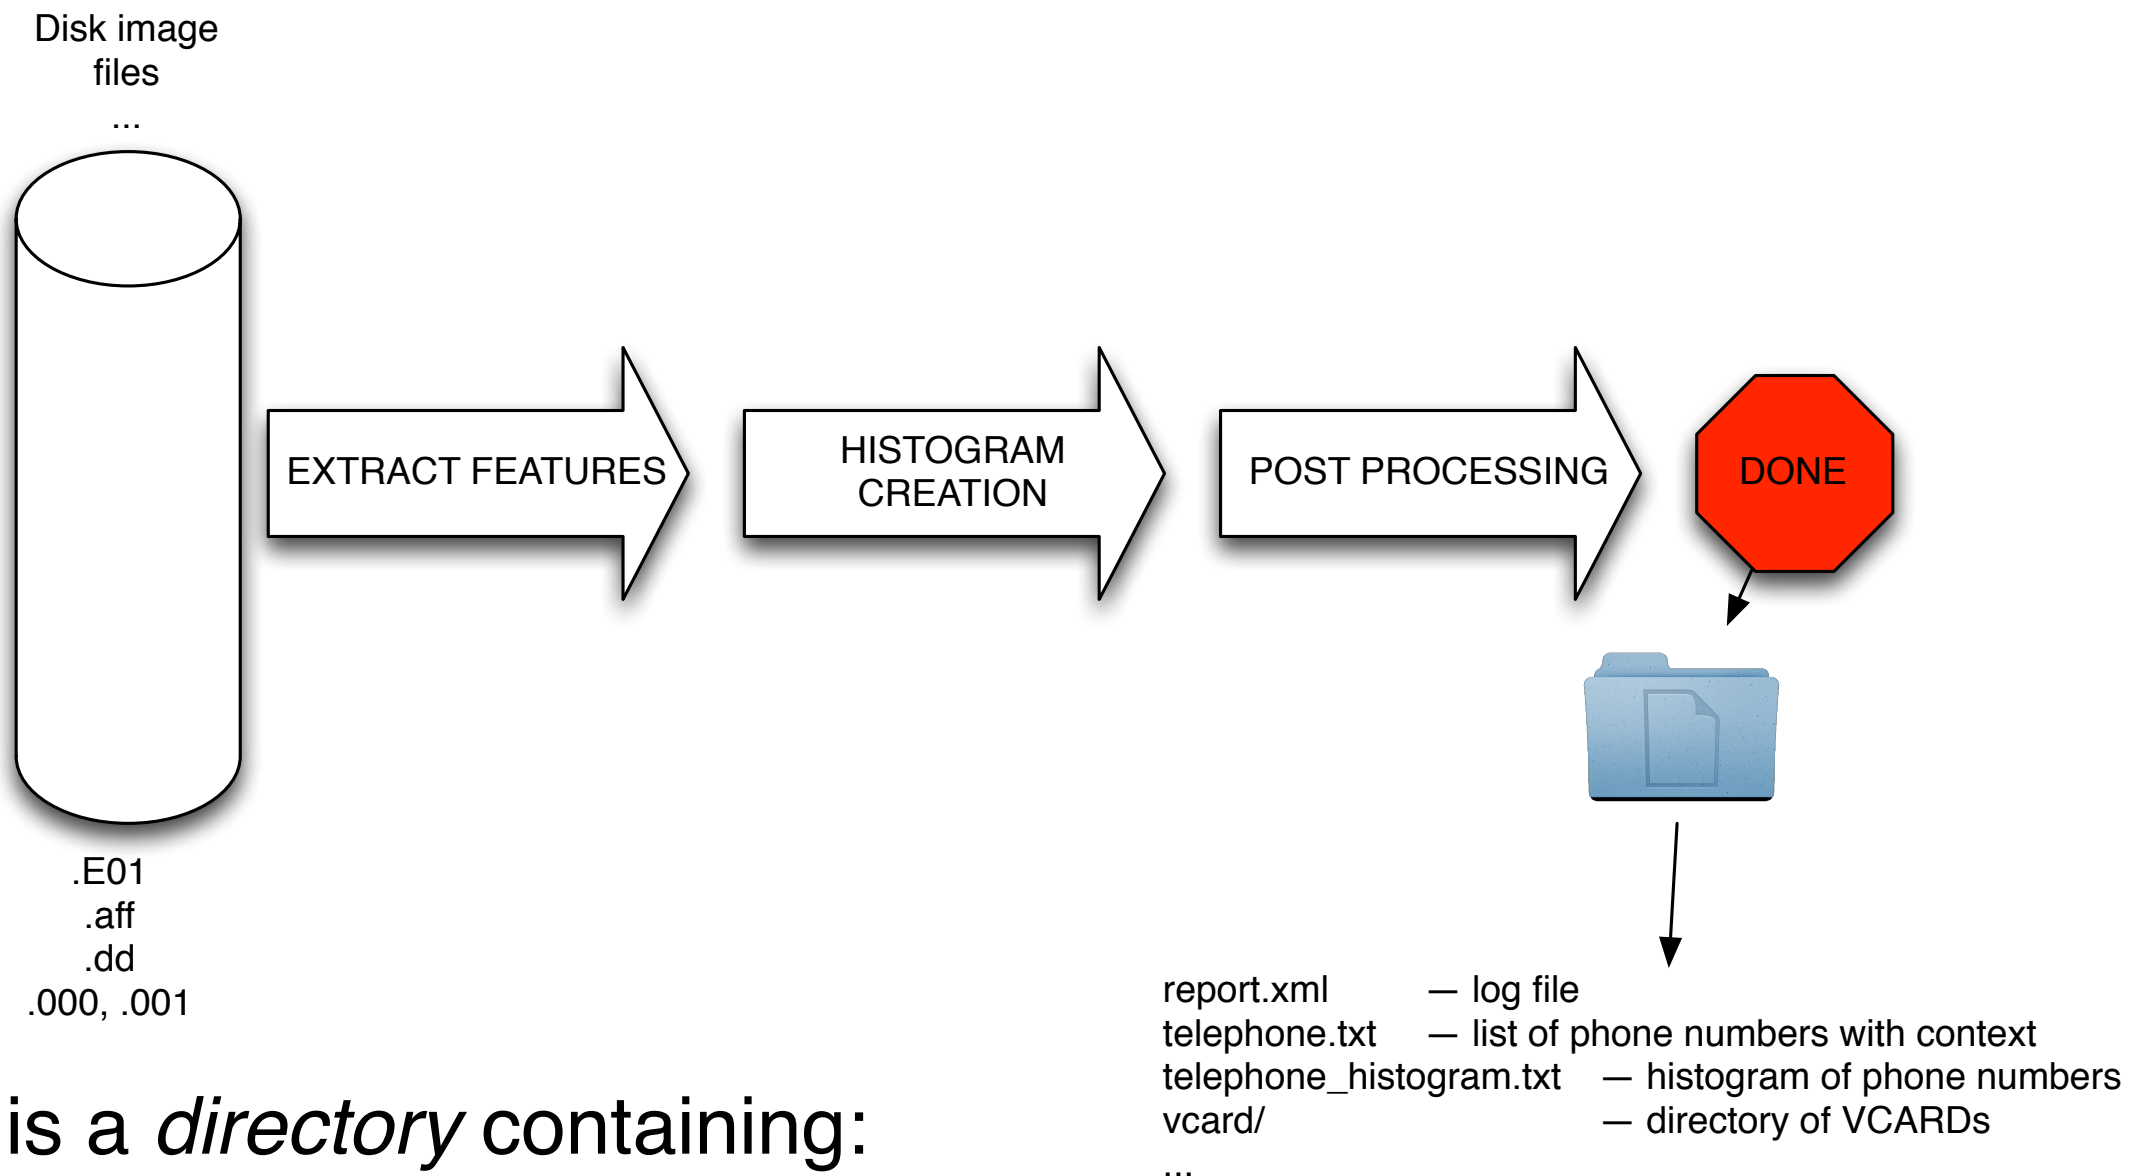 Disk image
files
...
EXTRACT FEATURES
HISTOGRAM
CREATION
POST PROCESSING
DONE
.E01
.aff
.dd
.000, .001
report.xml — log file
telephone.txt — list of phone numbers with context
telephone_histogram.txt — histogram of phone numbers
vcard/ — directory of VCARDs
...
is a directory containing: